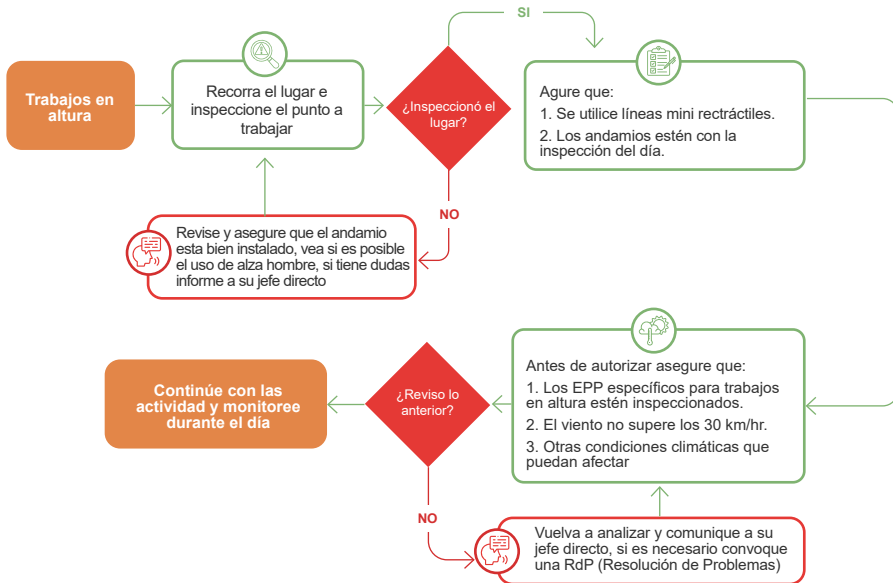 Trabajos en
altura
Recorra el lugar e
inspeccione el punto a
trabajar
¿Inspeccionó el
lugar?
SI
Agure que:
1. Se utilice líneas mini rectráctiles.
2. Los andamios estén con la
inspección del día.
NO
Revise y asegure que el andamio
esta bien instalado, vea si es posible
el uso de alza hombre, si tiene dudas
informe a su jefe directo
Antes de autorizar asegure que:
1. Los EPP específicos para trabajos
en altura estén inspeccionados.
2. El viento no supere los 30 km/hr.
3. Otras condiciones climáticas que
puedan afectar
¿Reviso lo
anterior?
Continúe con las
actividad y monitoree
durante el día
NO
Vuelva a analizar y comunique a su
jefe directo, si es necesario convoque
una RdP (Resolución de Problemas)